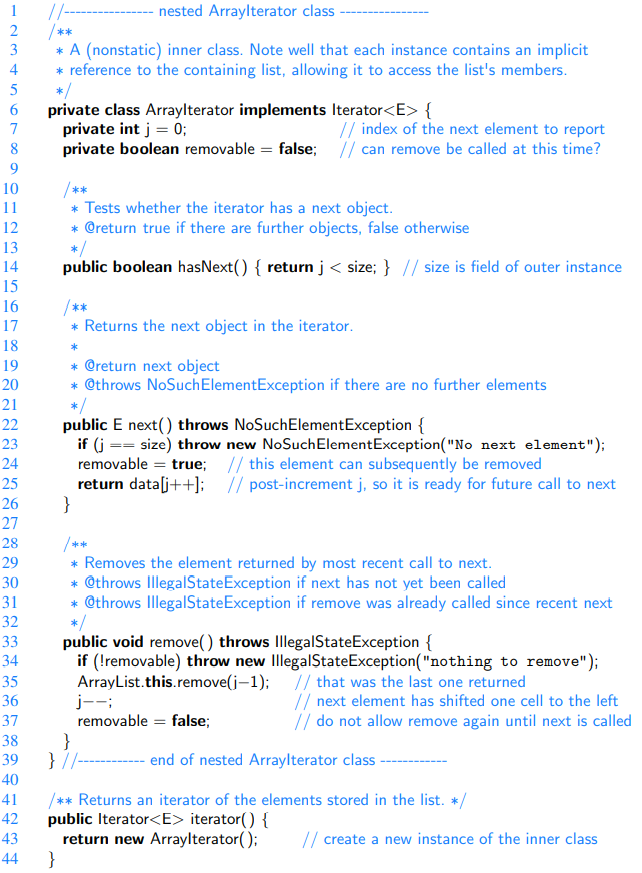 1 //---------------- nested ArrayIterator class ----------------
2 /**
3 * A (nonstatic) inner class. Note well that each instance contains an implicit
4 * reference to the containing list, allowing it to access the list's members.
5 */
6 private class ArrayIterator implements Iterator<E> {
7 private int j = 0; // index of the next element to report
8 private boolean removable = false; // can remove be called at this time?
9
10 /**
11 * Tests whether the iterator has a next object.
12 * @return true if there are further objects, false otherwise
13 */
14 public boolean hasNext() { return j < size; } // size is field of outer instance
15
16 /**
17 * Returns the next object in the iterator.
18 *
19 * @return next object
20 * @throws NoSuchElementException if there are no further elements
21 */
22 public E next() throws NoSuchElementException {
23 if (j == size) throw new NoSuchElementException("No next element");
24 removable = true; // this element can subsequently be removed
25 return data[j++]; // post-increment j, so it is ready for future call to next
26 }
27
28 /**
29 * Removes the element returned by most recent call to next.
30 * @throws IllegalStateException if next has not yet been called
31 * @throws IllegalStateException if remove was already called since recent next
32 */
33 public void remove() throws IllegalStateException {
34 if (!removable) throw new IllegalStateException("nothing to remove");
35 ArrayList.this.remove(j−1); // that was the last one returned
36 j−−; // next element has shifted one cell to the left
37 removable = false; // do not allow remove again until next is called
38 }
39 } //------------ end of nested ArrayIterator class ------------
40
41 /** Returns an iterator of the elements stored in the list. */
42 public Iterator<E> iterator() {
43 return new ArrayIterator(); // create a new instance of the inner class
44 }